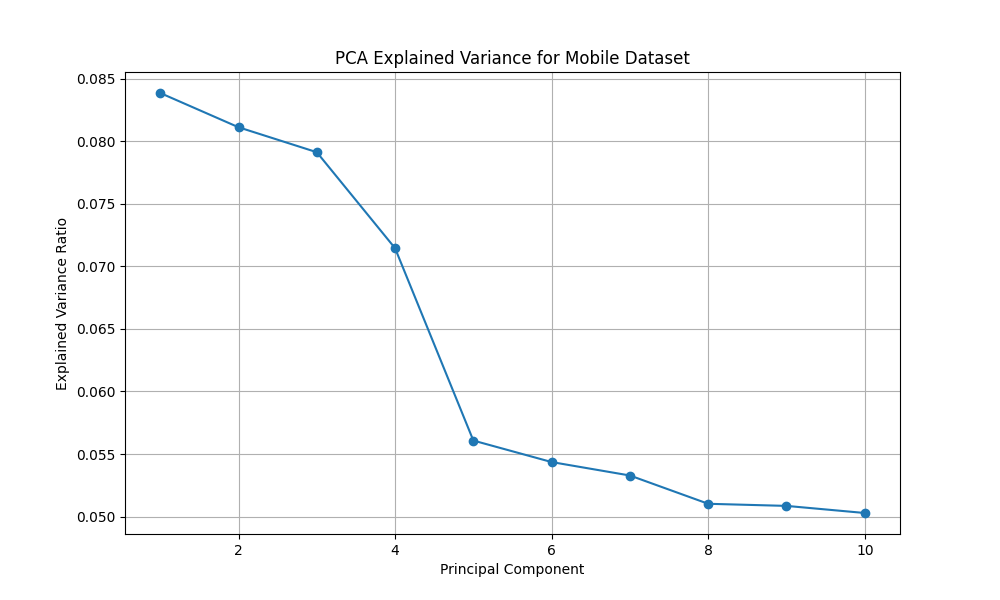 PCA Explained Variance for Mobile Dataset
0.085
0.080
0.075
0.070
0.065
0.060
0.055
0.050
Explained Variance Ratio
2 4 6 8 10
Principal Component